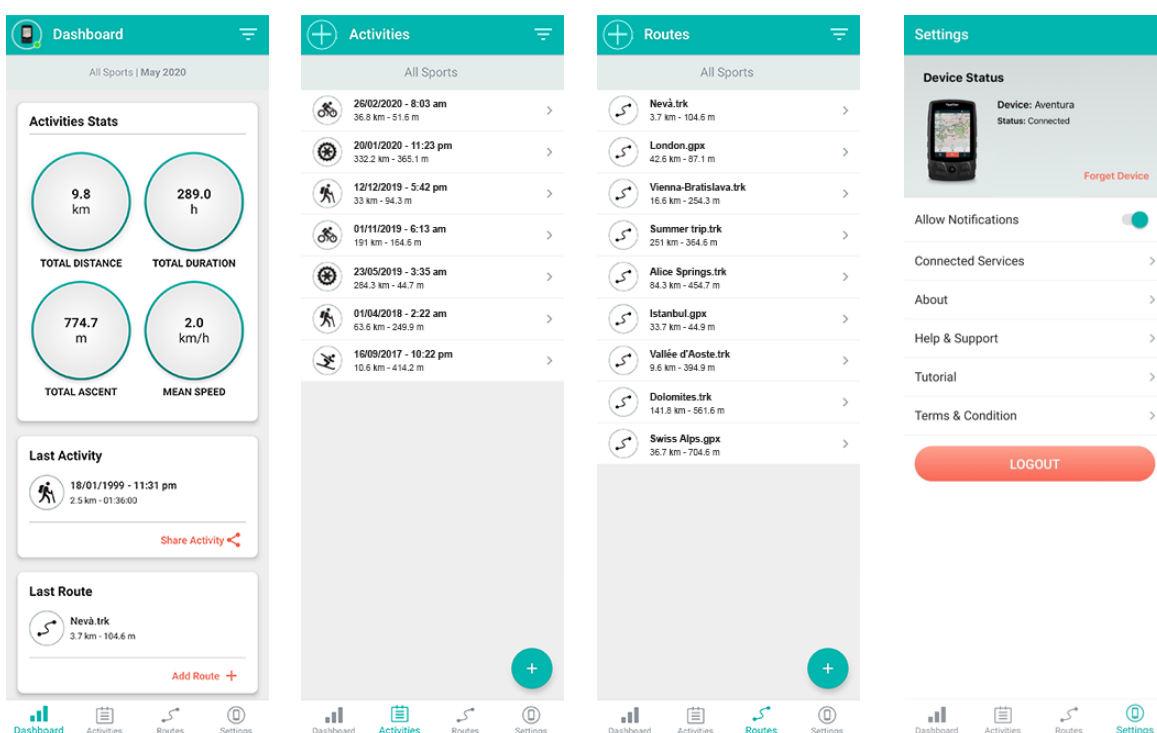 Dashboard
All Sports | May 2020
Activities Stats
9.8
km
289.0
h
TOTAL DISTANCE
TOTAL DURATION
774.7
m
2.0
km/h
TOTAL ASCENT
MEAN SPEED
Last Activity
18/01/1999 - 11:31 pm
2.5 km - 01:36:00
Share Activity
Last Route
Nevà.trk
3.7 km - 104.6 m
Add Route +
Dashboard
Activities
Routes
Settings
Activities
All Sports
26/02/2020 - 8:03 am
36.8 km - 51.6 m
20/01/2020 - 11:23 pm
332.2 km - 365.1 m
12/12/2019 - 5:42 pm
33 km - 94.3 m
01/11/2019 - 6:13 am
191 km - 164.6 m
23/05/2019 - 3:35 am
284.3 km - 44.7 m
01/04/2018 - 2:22 am
63.6 km - 249.9 m
16/09/2017 - 10:22 pm
10.6 km - 414.2 m
Dashboard
Activities
Routes
Settings
Routes
All Sports
Nevà.trk
3.7 km - 104.6 m
London.gpx
42.6 km - 87.1 m
Vienna-Bratislava.trk
16.6 km - 254.3 m
Summer trip.trk
251 km - 364.6 m
Alice Springs.trk
84.3 km - 454.7 m
Istanbul.gpx
33.7 km - 44.9 m
Vallée d'Aoste.trk
9.6 km - 394.9 m
Dolomites.trk
141.8 km - 561.6 m
Swiss Alps.gpx
36.7 km - 704.6 m
Dashboard
Activities
Routes
Settings
Settings
Device Status
Device: Aventura
Status: Connected
Forget Device
Allow Notifications
Connected Services
About
Help & Support
Tutorial
Terms & Condition
LOGOUT
Dashboard
Activities
Routes
Settings